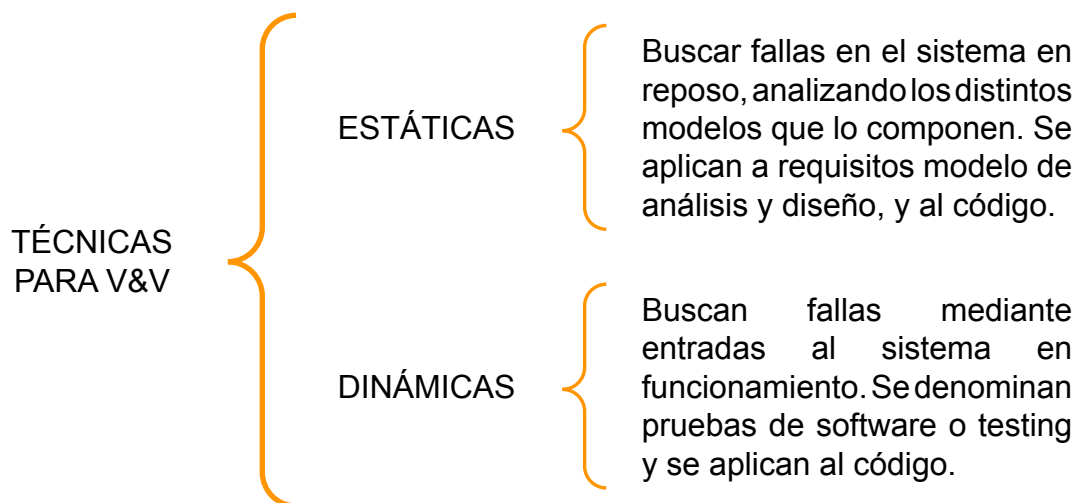 TÉCNICAS
PARA V&V
ESTÁTICAS
Buscar fallas en el sistema en
reposo, analizando los distintos
modelos que lo componen. Se
aplican a requisitos modelo de
análisis y diseño, y al código.
DINÁMICAS
Buscan fallas mediante
entradas al sistema en
funcionamiento. Se denominan
pruebas de software o testing
y se aplican al código.